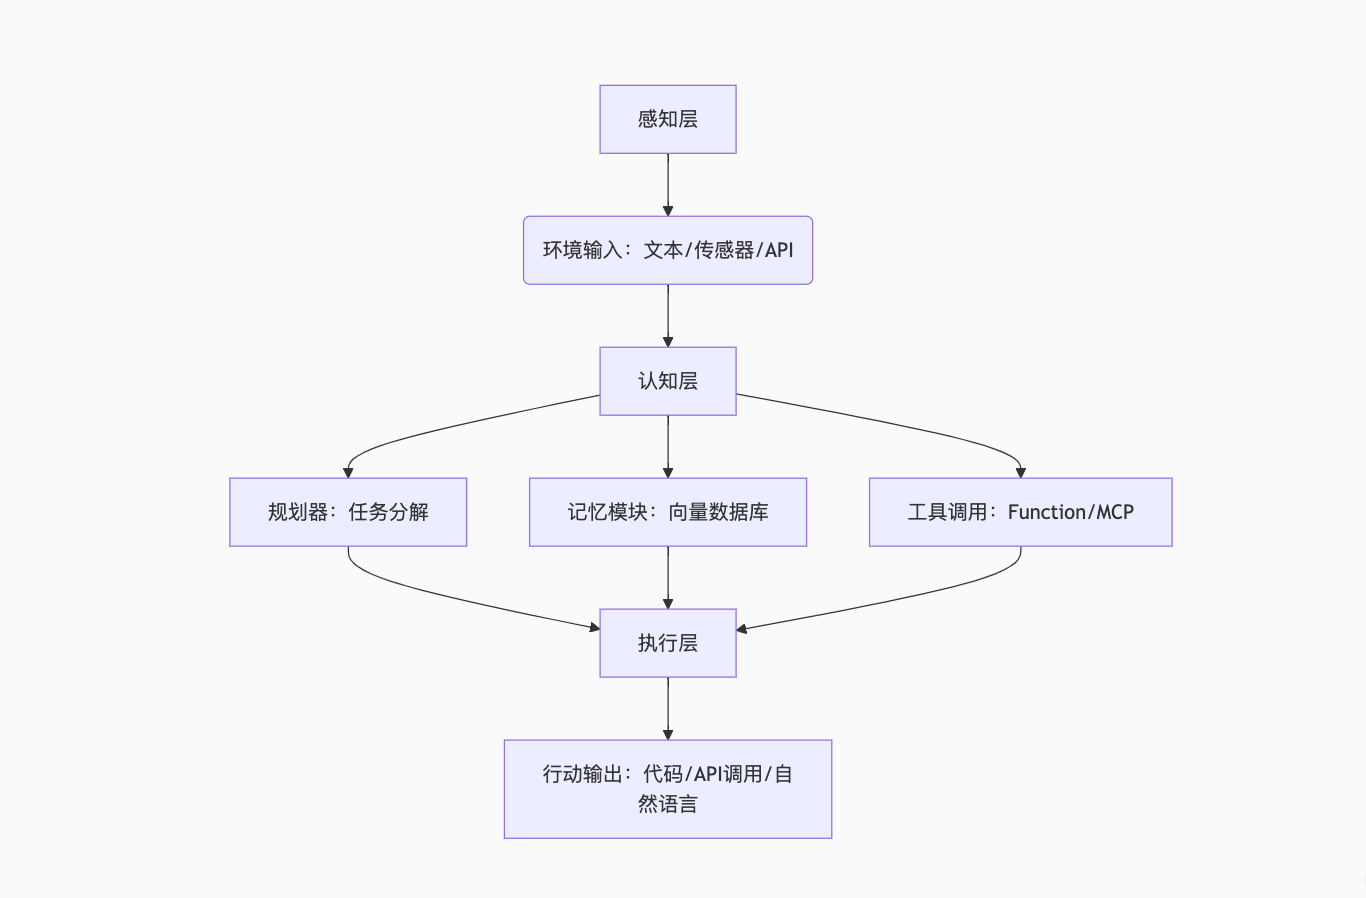 感知层
环境输入：文本/传感器/API
认知层
规划器：任务分解
记忆模块：向量数据库
工具调用：Function/MCP
执行层
行动输出：代码/API调用/自
然语言